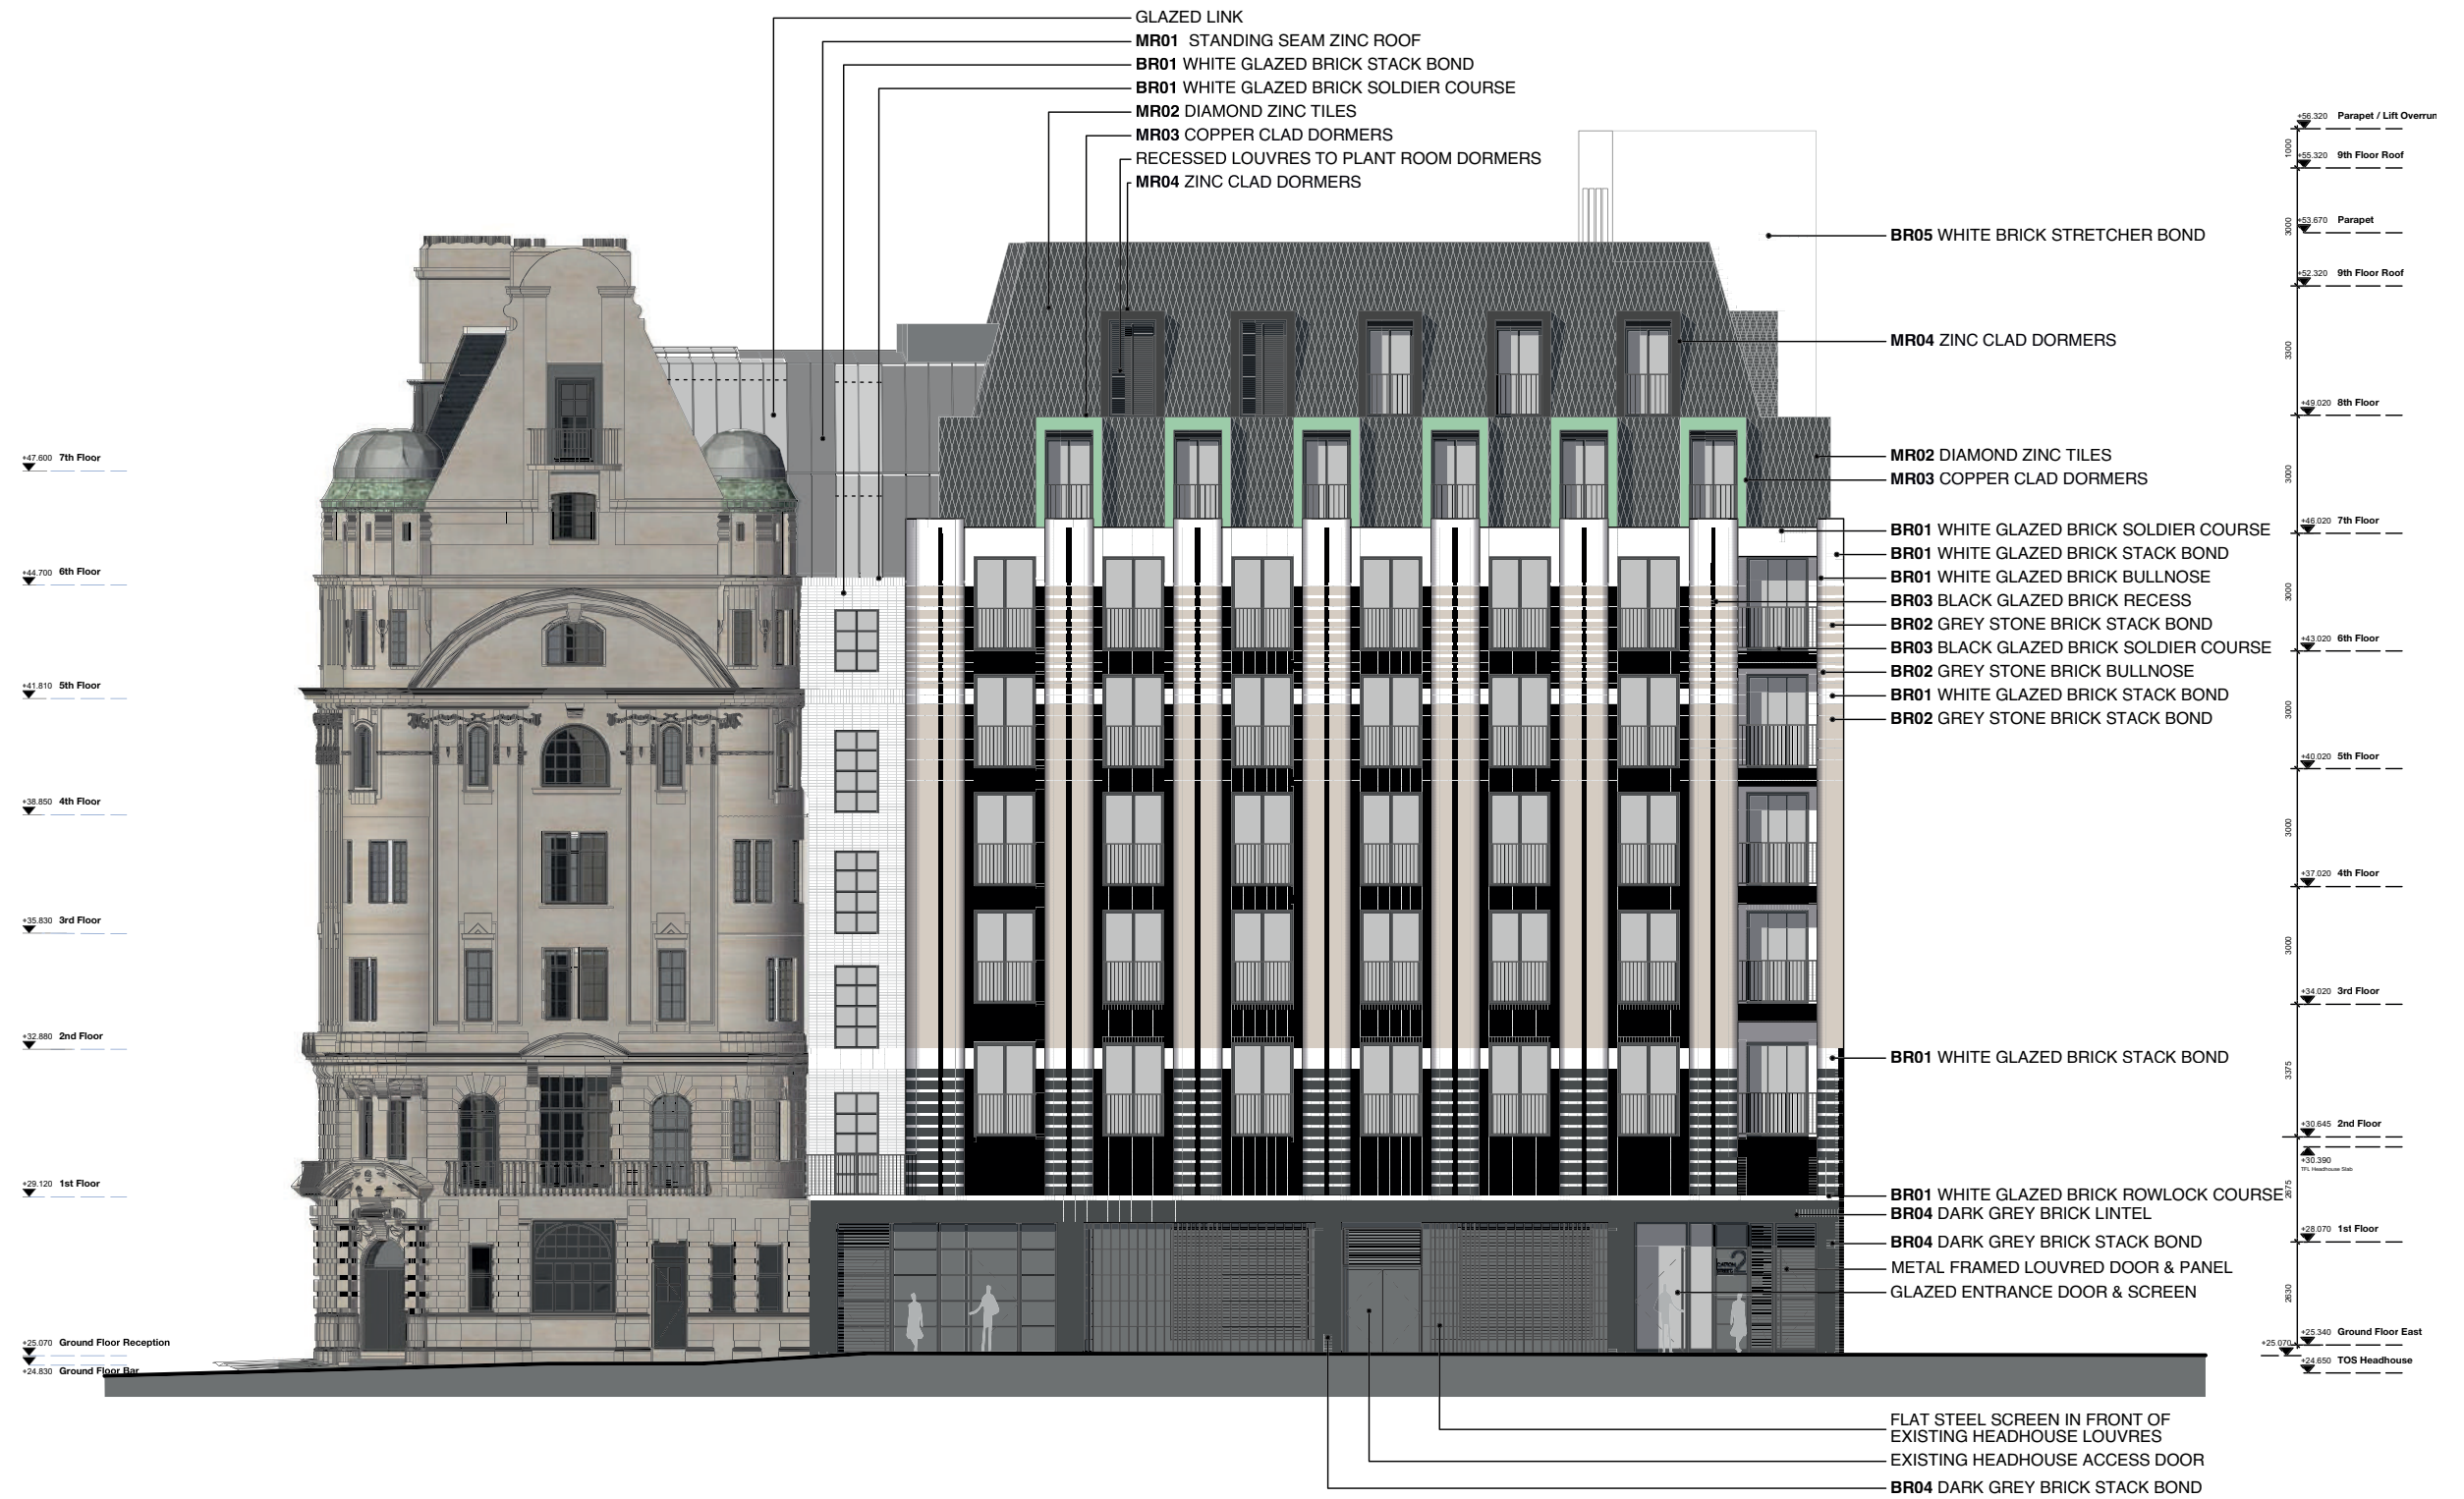 GLAZED LINK
MR01 STANDING SEAM ZINC ROOF
BR01 WHITE GLAZED BRICK STACK BOND
BR01 WHITE GLAZED BRICK SOLDIER COURSE
MR02 DIAMOND ZINC TILES
MR03 COPPER CLAD DORMERS
RECESSED LOUVRES TO PLANT ROOM DORMERS
MR04 ZINC CLAD DORMERS
BR05 WHITE BRICK STRETCHER BOND
MR04 ZINC CLAD DORMERS
MR02 DIAMOND ZINC TILES
MR03 COPPER CLAD DORMERS
BR01 WHITE GLAZED BRICK SOLDIER COURSE
BR01 WHITE GLAZED BRICK STACK BOND
BR01 WHITE GLAZED BRICK BULLNOSE
BR03 BLACK GLAZED BRICK RECESS
BR02 GREY STONE BRICK STACK BOND
BR03 BLACK GLAZED BRICK SOLDIER COURSE
BR02 GREY STONE BRICK BULLNOSE
BR01 WHITE GLAZED BRICK STACK BOND
BR02 GREY STONE BRICK STACK BOND
BR01 WHITE GLAZED BRICK STACK BOND
BR01 WHITE GLAZED BRICK ROWLOCK COURSE
BR04 DARK GREY BRICK LINTEL
BR04 DARK GREY BRICK STACK BOND
METAL FRAMED LOUVRED DOOR & PANEL
GLAZED ENTRANCE DOOR & SCREEN
FLAT STEEL SCREEN IN FRONT OF
EXISTING HEADHOUSE LOUVRES
EXISTING HEADHOUSE ACCESS DOOR
BR04 DARK GREY BRICK STACK BOND
+47.600 7th Floor
+44.700 6th Floor
+41.810 5th Floor
+38.850 4th Floor
+35.830 3rd Floor
+32.880 2nd Floor
+29.120 1st Floor
+25.070 Ground Floor Reception
+24.830 Ground Floor Bar
+56.320 Parapet / Lift Overrun
1000
+55.320 9th Floor Roof
3000
+53.670 Parapet
+52.320 9th Floor Roof
3300
+49.020 8th Floor
3000
+46.020 7th Floor
3000
+43.020 6th Floor
3000
+40.020 5th Floor
3000
+37.020 4th Floor
3000
+34.020 3rd Floor
3375
+30.645 2nd Floor
+30.390
TFL Headhouse Slab
2575
+28.070 1st Floor
2630
+25.340 Ground Floor East
+25.070
+24.650 TOS Headhouse
2